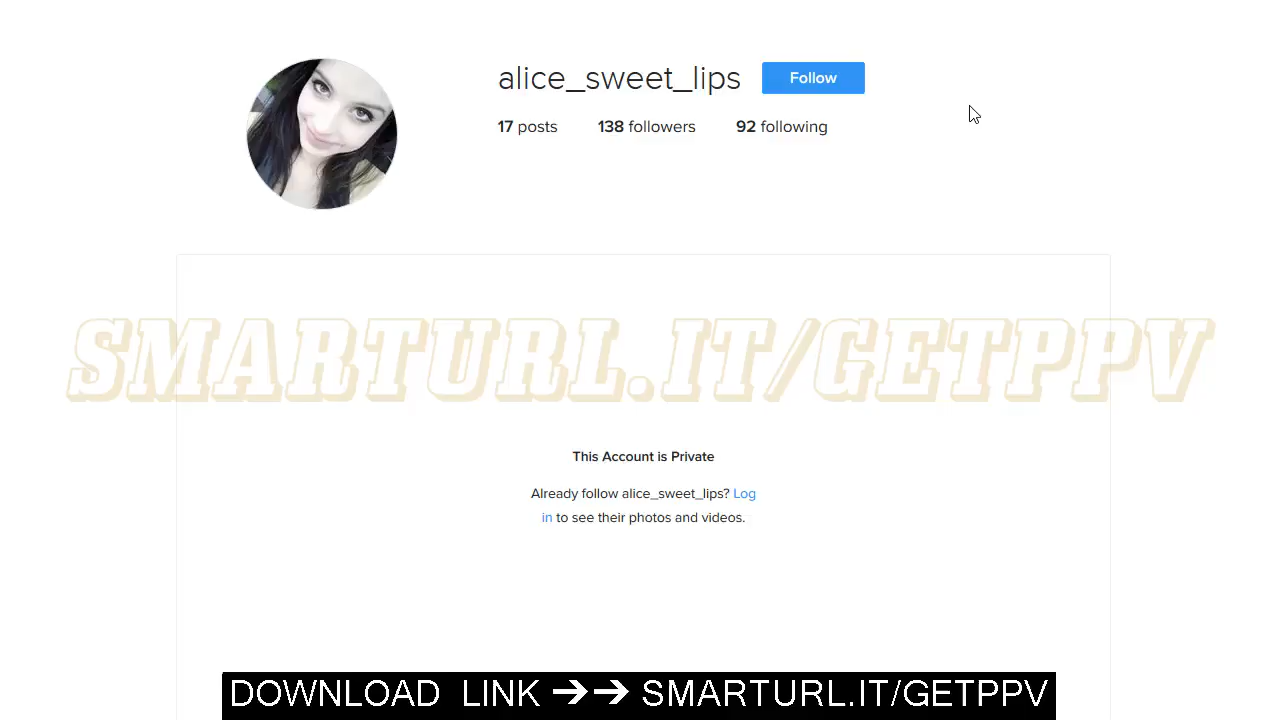 alice_sweet_lips Follow
17 posts 138 followers 92 following
SMARTURL.IT/GETPPV
This Account is Private
Already follow alice_sweet_lips? Log
in to see their photos and videos.
DOWNLOAD LINK →→ SMARTURL.IT/GETPPV